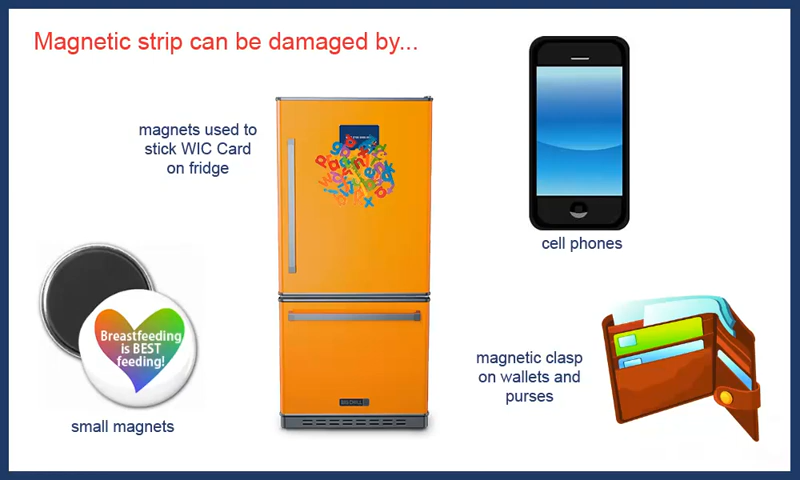 Magnetic strip can be damaged by...
magnets used to
stick WIC Card
on fridge
cell phones
Breastfeeding
is BEST
feeding!
small magnets
magnetic clasp
on wallets and
purses